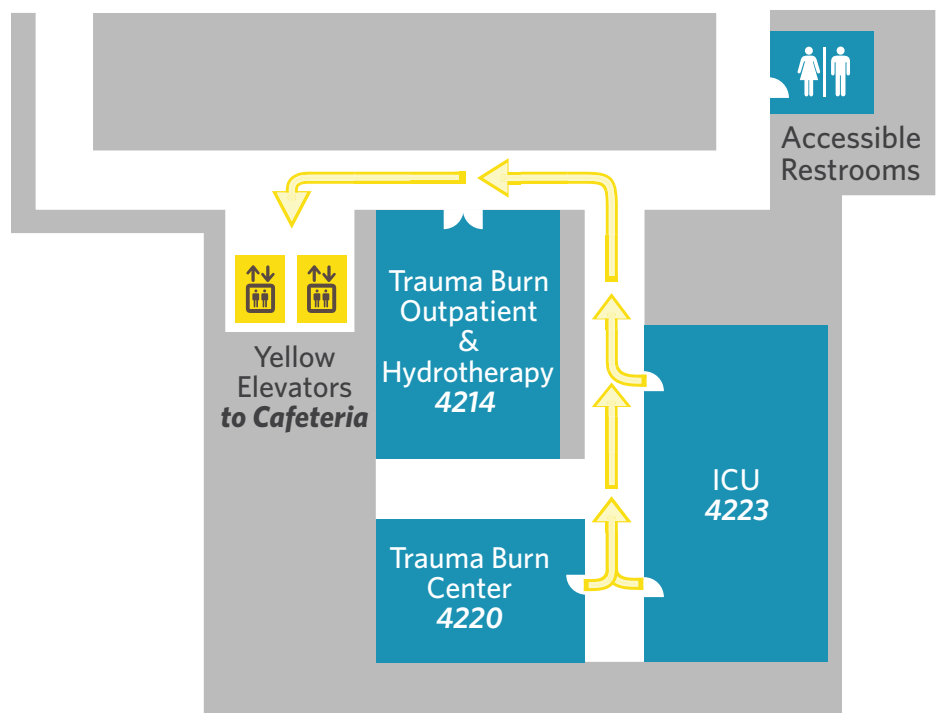 Accessible
Restrooms
Trauma Burn
Outpatient
&
Hydrotherapy
4214
Yellow
Elevators
to Cafeteria
ICU
4223
Trauma Burn
Center
4220